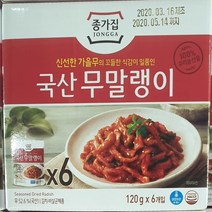 종가집
JONGGA
2020. 03. 16 제조
2020. 05. 14 까지
신선한 가을무의 꼬들한 식감이 일품인
국산 무말랭이
x6
Seasoned Dried Radish
120 g x 6개입